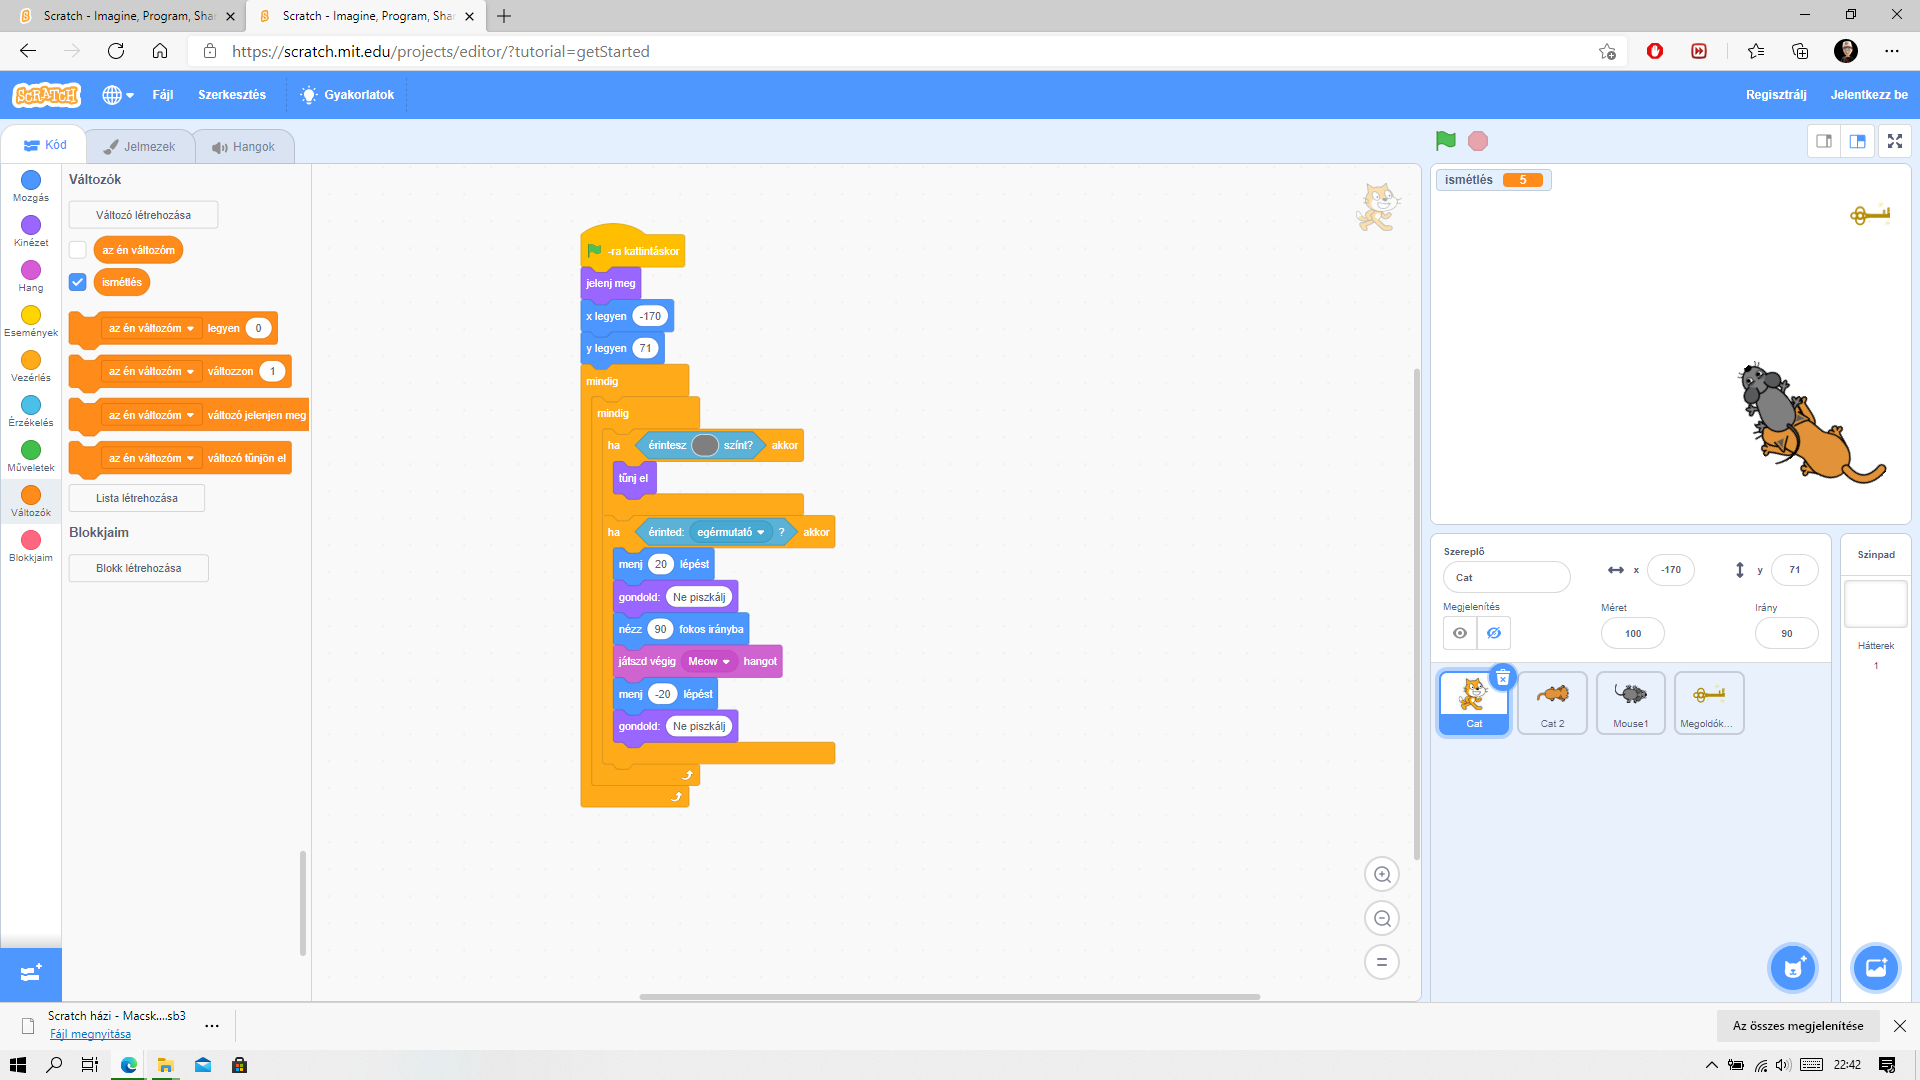 Scratch - Imagine, Program, Shar
Scratch - Imagine, Program, Shar
https://scratch.mit.edu/projects/editor/?tutorial=getStarted
SCRATCH
Fájl
Szerkesztés
Gyakorlatok
Regisztrálj
Jelentkezz be
Kód
Jelmezek
Hangok
Mozgás
Kinézet
Hang
Események
Vezérlés
Érzékelés
Műveletek
Változók
Blokkjaim
Változók
Változó létrehozása
az én változóm
ismétlés
az én változóm legyen 0
az én változóm változzon 1
az én változóm változó jelenjen meg
az én változóm változó tűnjön el
Lista létrehozása
Blokkjaim
Blokk létrehozása
-ra kattintáskor
jelenj meg
x legyen -170
y legyen 71
mindig
mindig
ha érintesz színt? akkor
tűnj el
ha érinted: egérmutató ? akkor
menj 20 lépést
gondold: Ne piszkálj
nézz 90 fokos irányba
játszd végig Meow hangot
menj -20 lépést
gondold: Ne piszkálj
ismétlés 5
Szereplő
Cat
x -170
y 71
Megjelenítés
Méret
100
Irány
90
Cat
Cat 2
Mouse1
Megoldók...
Színpad
Hátterek
1
Scratch házi - Macsk....sb3
Fájl megnyitása
Az összes megjelenítése
22:42